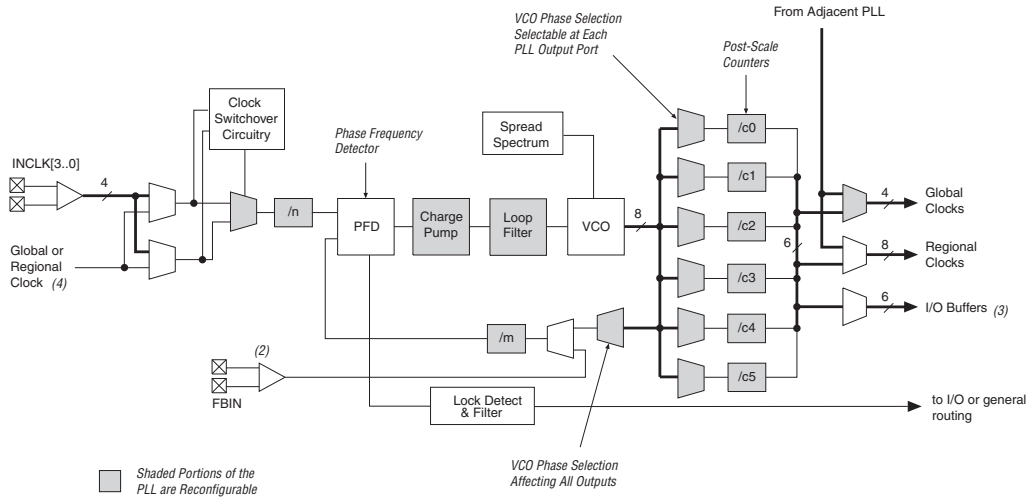 From Adjacent PLL
VCO Phase Selection
Selectable at Each
PLL Output Port
Post-Scale
Counters
Clock
Switchover
Circuitry
Phase Frequency
Detector
Spread
Spectrum
INCLK[3..0]
4
/n
PFD
Charge
Pump
Loop
Filter
VCO
8
/c0
/c1
/c2
/c3
/c4
/c5
6
4
Global
Clocks
8
Regional
Clocks
6
I/O Buffers (3)
Global or
Regional
Clock (4)
/m
(2)
FBIN
Lock Detect
& Filter
to I/O or general
routing
VCO Phase Selection
Affecting All Outputs
Shaded Portions of the
PLL are Reconfigurable